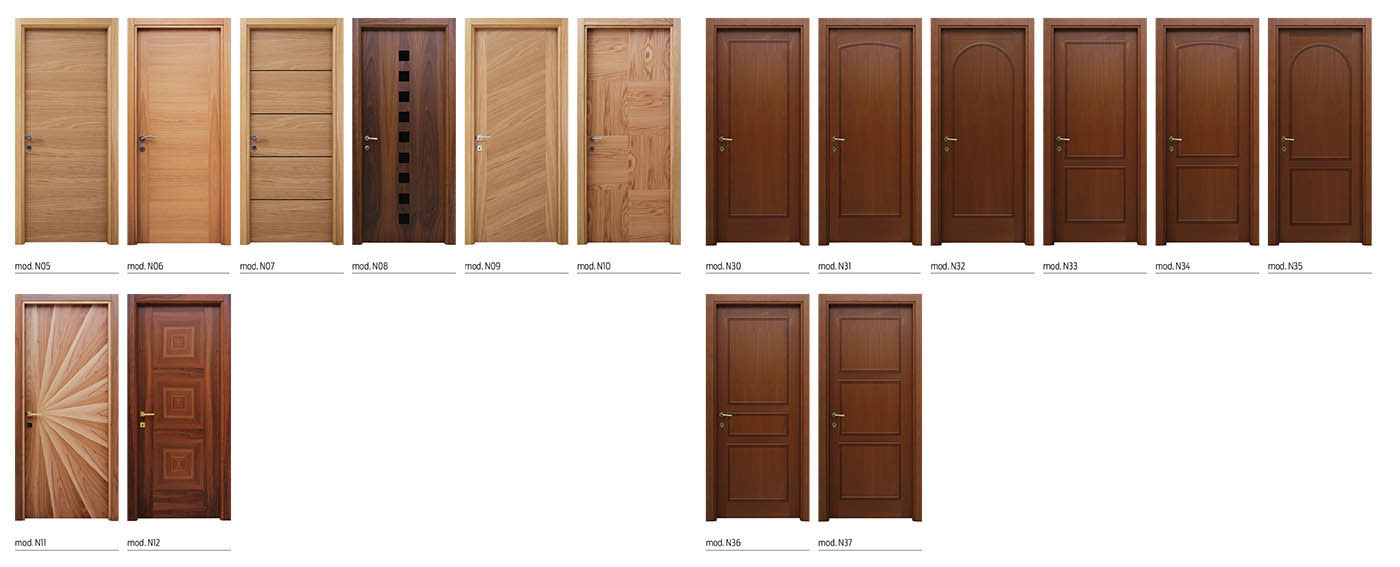 mod. N05
mod. N06
mod. N07
mod. N08
mod. N09
mod. N10
mod. N30
mod. N31
mod. N32
mod. N33
mod. N34
mod. N35
mod. N11
mod. N12
mod. N36
mod. N37